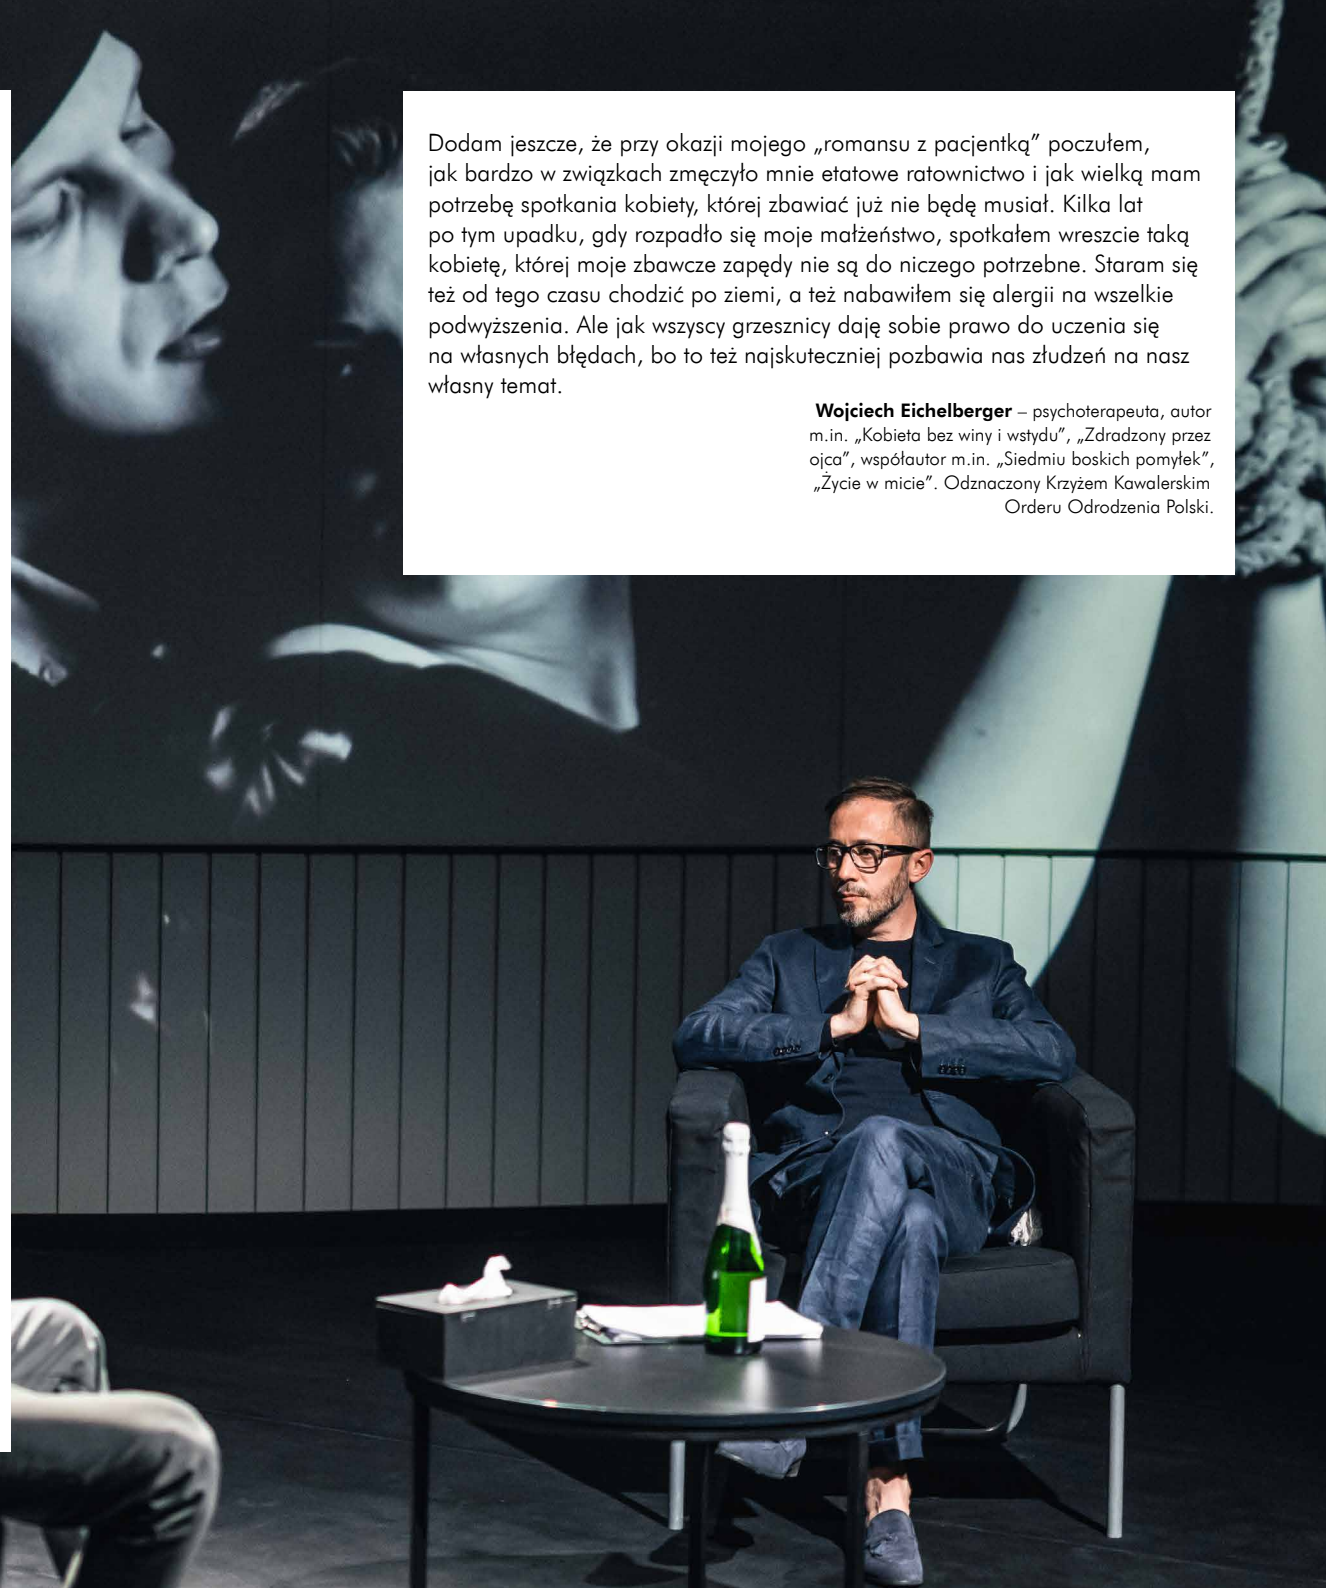 Dodam jeszcze, że przy okazji mojego „romansu z pacjentką” poczułem,
jak bardzo w związkach zmęczyło mnie etatowe ratownictwo i jak wielką mam
potrzebę spotkania kobiety, której zbawiać już nie będę musiał. Kilka lat
po tym upadku, gdy rozpadło się moje małżeństwo, spotkałem wreszcie taką
kobietę, której moje zbawcze zapędy nie są do niczego potrzebne. Staram się
też od tego czasu chodzić po ziemi, a też nabawiłem się alergii na wszelkie
podwyższenia. Ale jak wszyscy grzesznicy daję sobie prawo do uczenia się
na własnych błędach, bo to też najskuteczniej pozbawia nas złudzeń na nasz
własny temat.
Wojciech Eichelberger – psychoterapeuta, autor
m.in. „Kobieta bez winy i wstydu”, „Zdradzony przez
ojca”, współautor m.in. „Siedmiu boskich pomyłek”,
„Życie w micie”. Odznaczony Krzyżem Kawalerskim
Orderu Odrodzenia Polski.